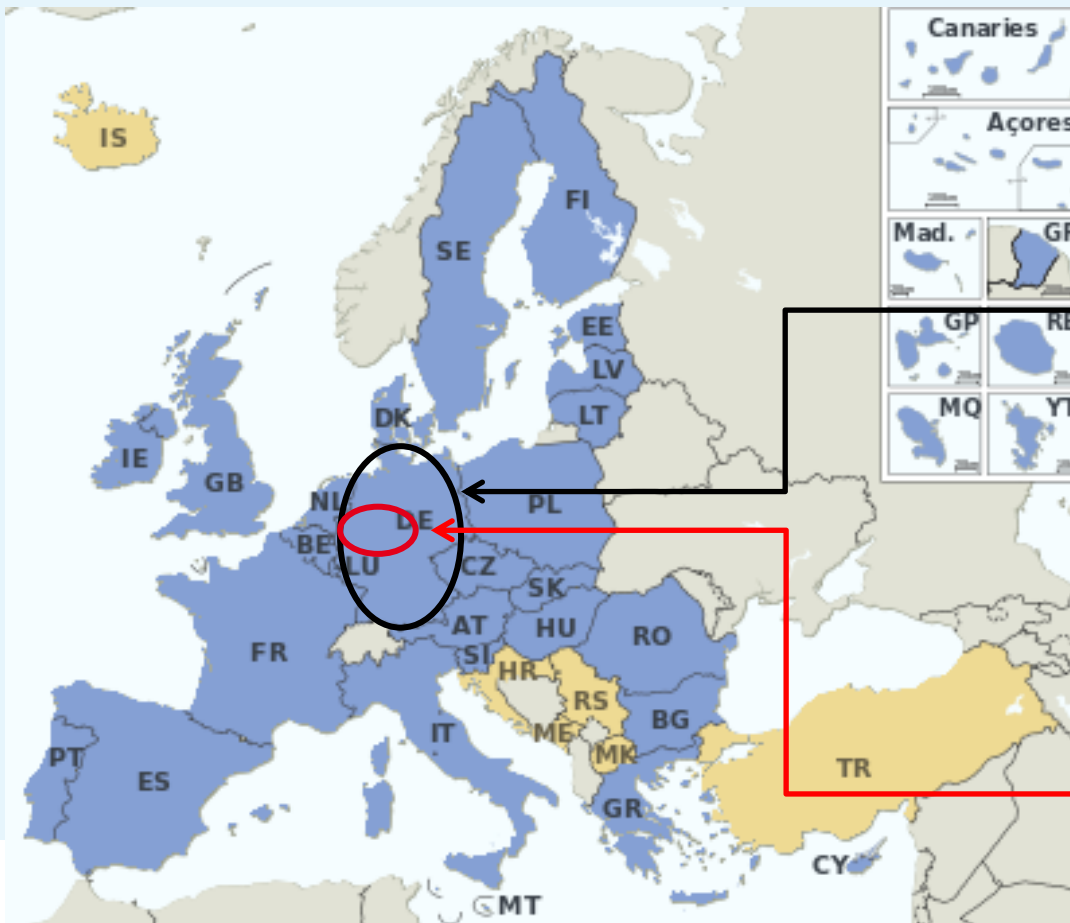 Canaries
IS
Açores
FI
Mad.
SE
GP
EE
LV
MQ
DK
LT
IE
GB
NL
PL
DE
BE
LU
CZ
SK
AT
HU
RO
FR
SI
HR
RS
BG
IT
ME
PT
MK
TR
ES
GR
CY
MT